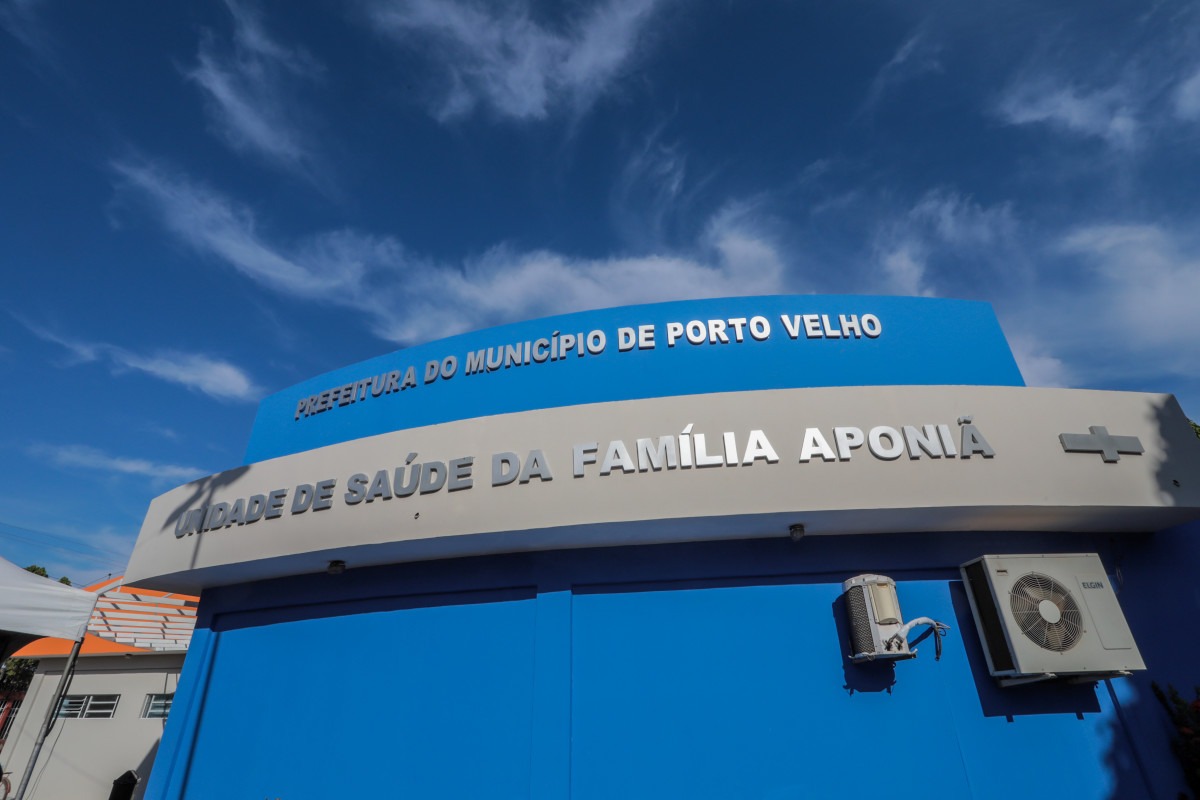 PREFEITURA DO MUNICÍPIO DE PORTO VELHO
UNIDADE DE SAÚDE DA FAMÍLIA APONIÃ
ELGIN